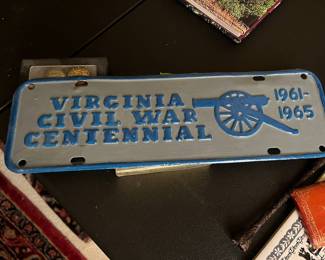 VIRGINIA
CIVIL WAR
CENTENNIAL
1961-
1965